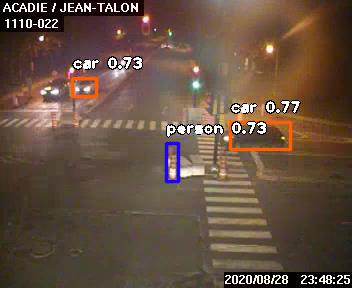 ACADIE / JEAN-TALON
1110-022
car 0.73
car 0.77
person 0.73
2020/08/28 23:48:25